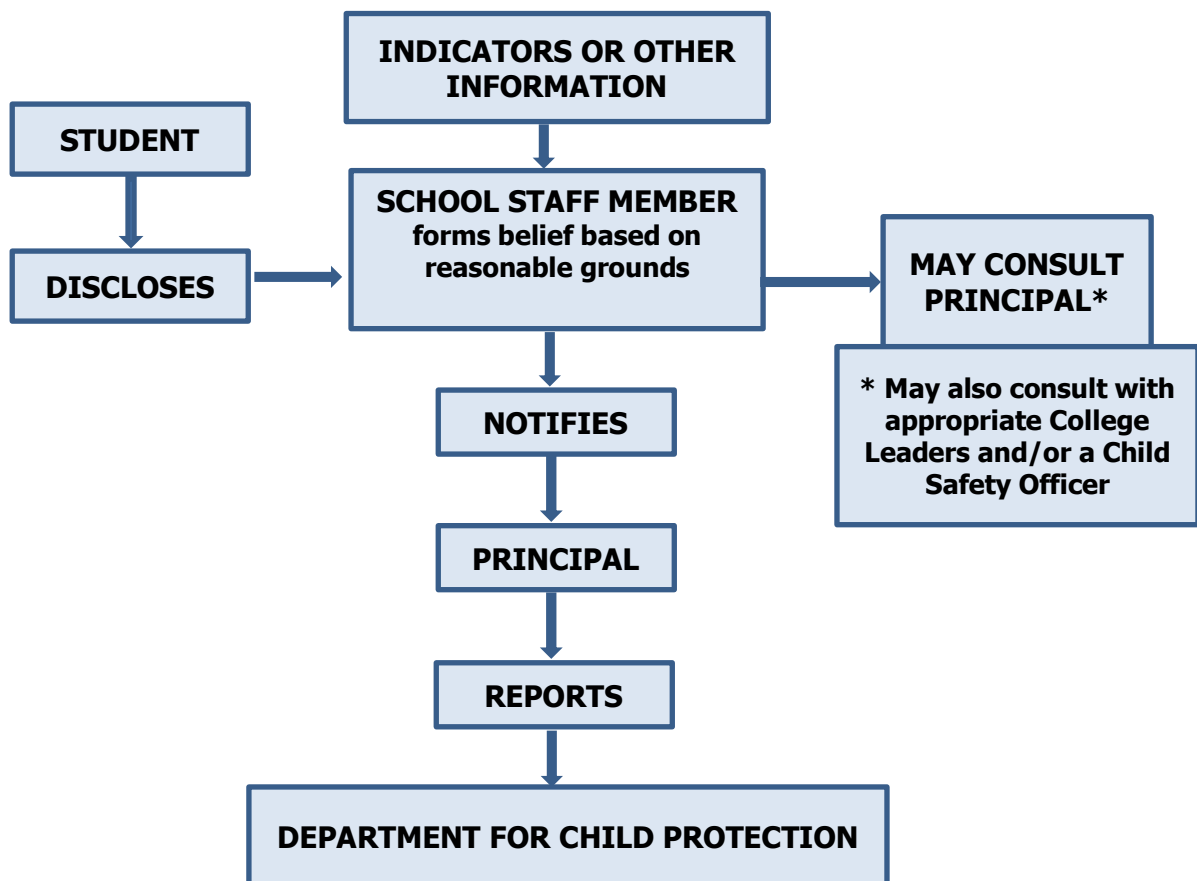 INDICATORS OR OTHER
INFORMATION
STUDENT
DISCLOSES
SCHOOL STAFF MEMBER
forms belief based on
reasonable grounds
MAY CONSULT
PRINCIPAL*
* May also consult with
appropriate College
Leaders and/or a Child
Safety Officer
NOTIFIES
PRINCIPAL
REPORTS
DEPARTMENT FOR CHILD PROTECTION